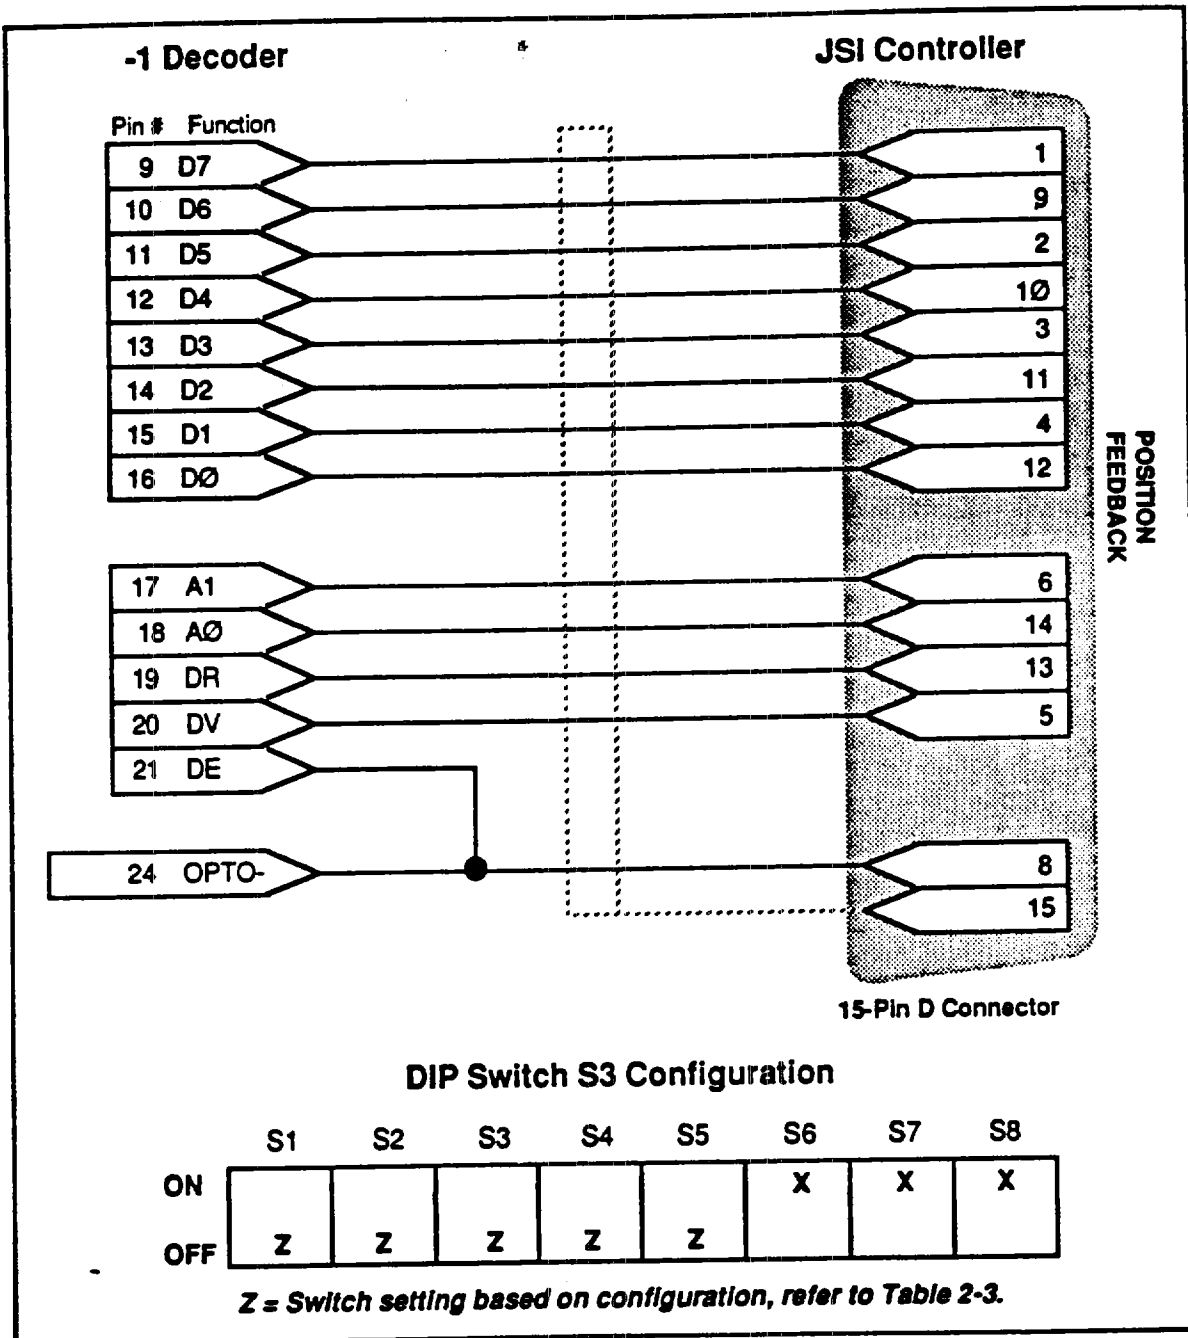 -1 Decoder
JSI Controller
Pin # Function
9 D7
1
10 D6
9
11 D5
2
12 D4
1Ø
13 D3
3
14 D2
11
15 D1
4
16 DØ
12
POSITION
FEEDBACK
17 A1
6
18 AØ
14
19 DR
13
20 DV
5
21 DE
24 OPTO-
8
15
15-Pin D Connector
DIP Switch S3 Configuration
S1 S2 S3 S4 S5 S6 S7 S8
ON X X X
OFF Z Z Z Z Z
Z = Switch setting based on configuration, refer to Table 2-3.